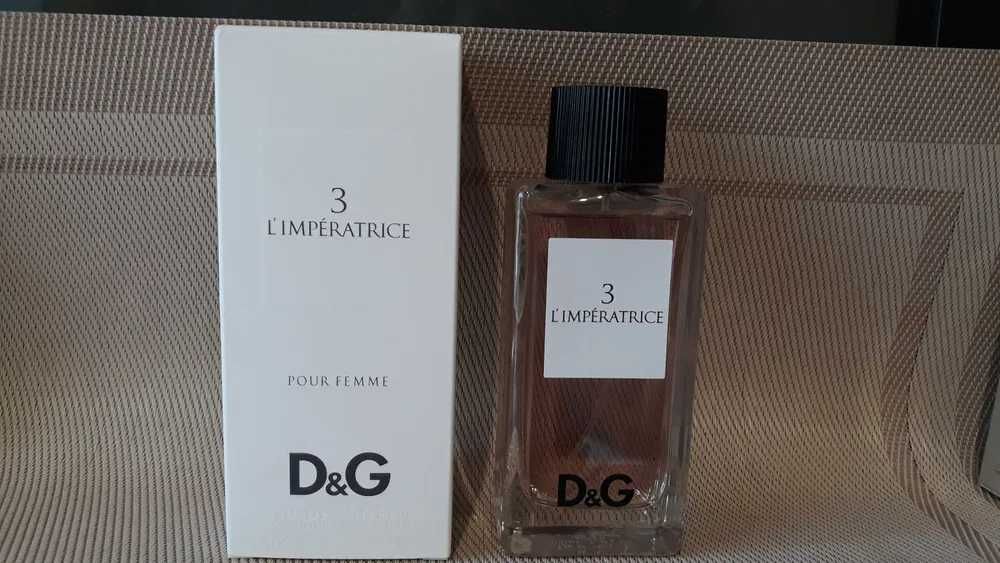 3
L'IMPÉRATRICE
POUR FEMME
D&G
3
L'IMPÉRATRICE
D&G